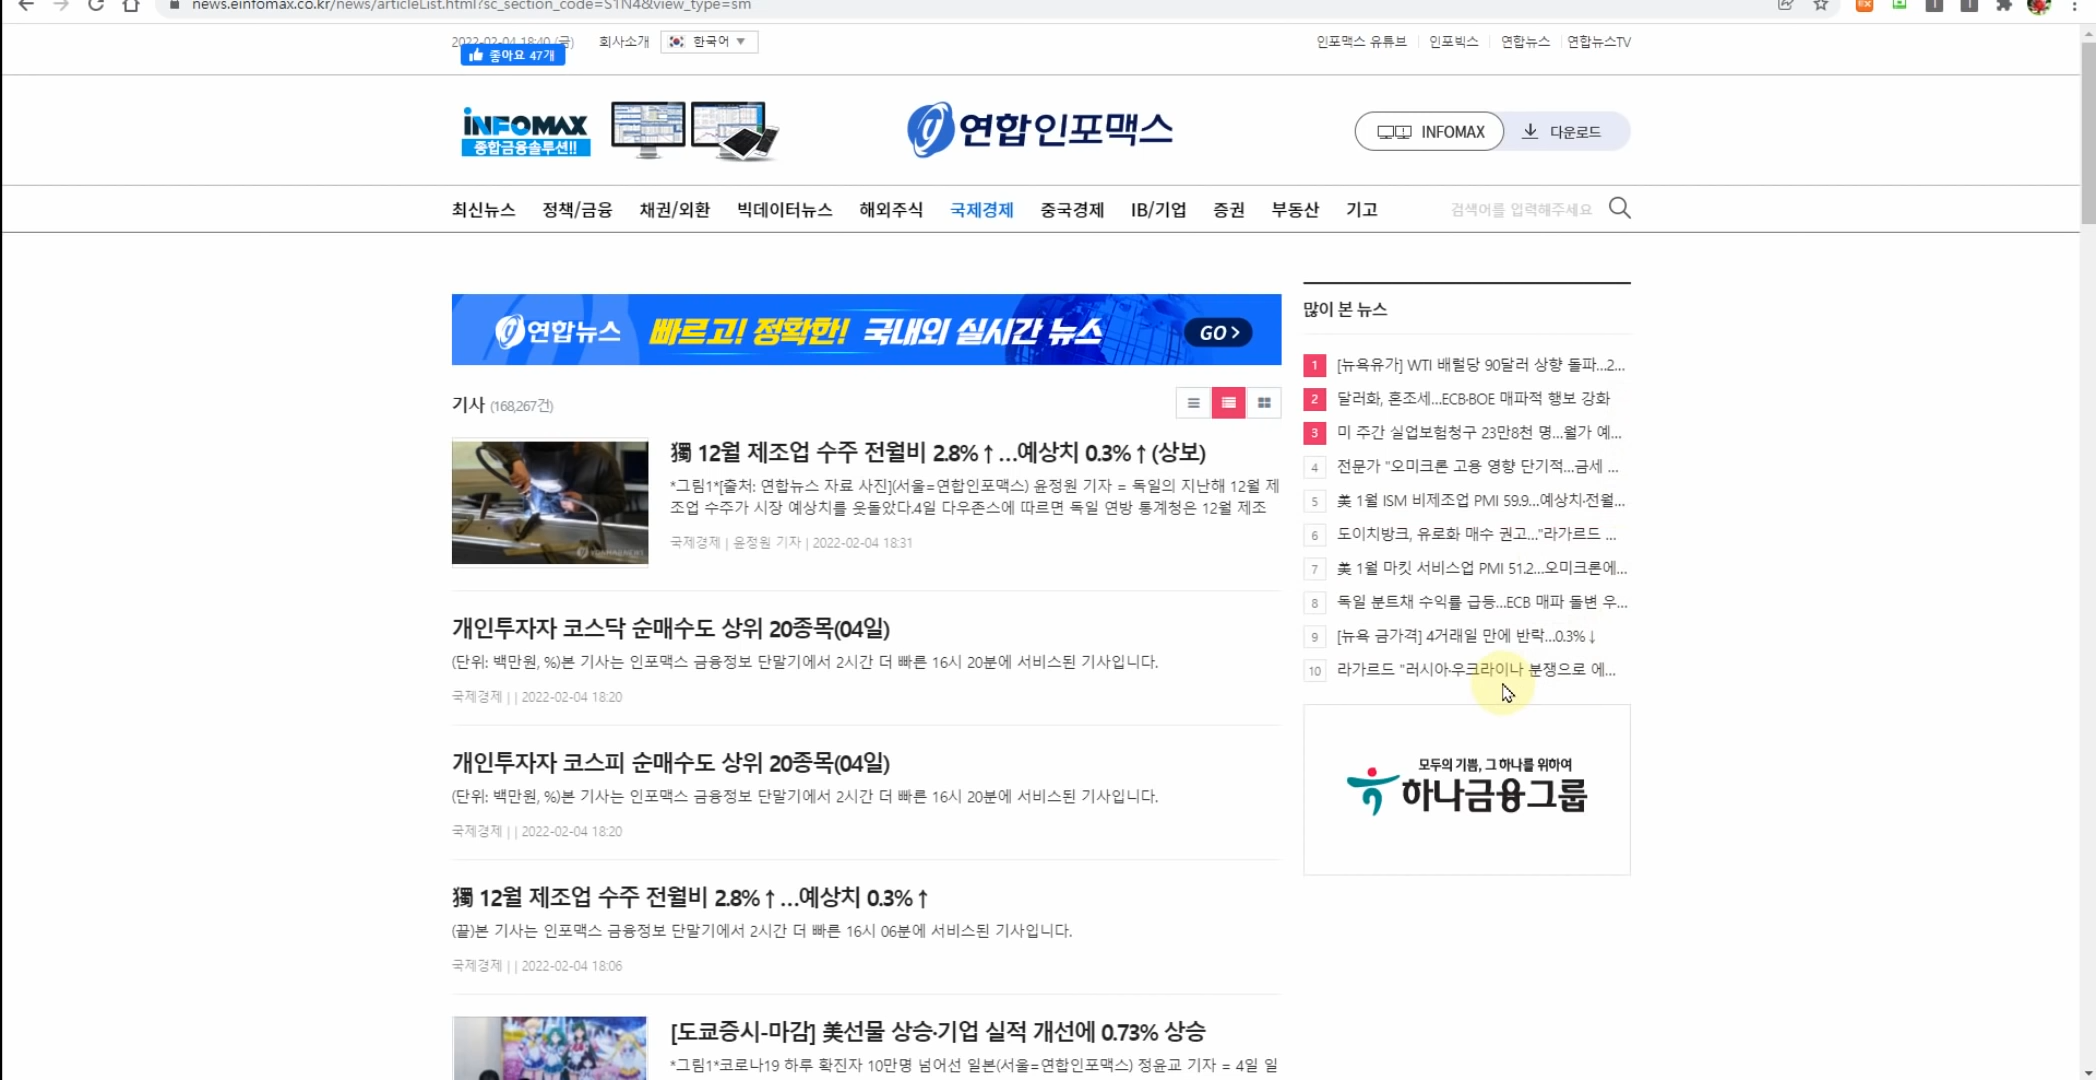 news.einfomax.co.kr/news/articleList.html?sc_section_code=S1N4&view_type=sm
2022-02-04 18:40 (금)
회사소개
한국어
인포맥스 유튜브
인포빅스
연합뉴스
연합뉴스TV
좋아요 47개
INFOMAX
종합금융솔루션!!
연합인포맥스
INFOMAX
다운로드
최신뉴스
정책/금융
채권/외환
빅데이터뉴스
해외주식
국제경제
중국경제
IB/기업
증권
부동산
기고
검색어를 입력해주세요
연합뉴스 빠르고! 정확한! 국내외 실시간 뉴스 GO >
기사 (168,267건)
獨 12월 제조업 수주 전월비 2.8%↑…예상치 0.3%↑(상보)
*그림1*[출처: 연합뉴스 자료 사진](서울=연합인포맥스) 윤정원 기자 = 독일의 지난해 12월 제
조업 수주가 시장 예상치를 웃돌았다.4일 다우존스에 따르면 독일 연방 통계청은 12월 제조
국제경제 | 윤정원 기자 | 2022-02-04 18:31
YONHAPNEWS
개인투자자 코스닥 순매수도 상위 20종목(04일)
(단위: 백만원, %)본 기사는 인포맥스 금융정보 단말기에서 2시간 더 빠른 16시 20분에 서비스된 기사입니다.
국제경제 | | 2022-02-04 18:20
개인투자자 코스피 순매수도 상위 20종목(04일)
(단위: 백만원, %)본 기사는 인포맥스 금융정보 단말기에서 2시간 더 빠른 16시 20분에 서비스된 기사입니다.
국제경제 | | 2022-02-04 18:20
獨 12월 제조업 수주 전월비 2.8%↑…예상치 0.3%↑
(끝)본 기사는 인포맥스 금융정보 단말기에서 2시간 더 빠른 16시 06분에 서비스된 기사입니다.
국제경제 | | 2022-02-04 18:06
[도쿄증시-마감] 美선물 상승·기업 실적 개선에 0.73% 상승
*그림1*코로나19 하루 확진자 10만명 넘어선 일본(서울=연합인포맥스) 정윤교 기자 = 4일 일
많이 본 뉴스
1 [뉴욕유가] WTI 배럴당 90달러 상향 돌파...2...
2 달러화, 혼조세...ECB·BOE 매파적 행보 강화
3 미 주간 실업보험청구 23만8천 명...월가 예...
4 전문가 "오미크론 고용 영향 단기적...금세 ...
5 美 1월 ISM 비제조업 PMI 59.9...예상치·전월...
6 도이치방크, 유로화 매수 권고..."라가르드 ...
7 美 1월 마킷 서비스업 PMI 51.2...오미크론에...
8 독일 분트채 수익률 급등...ECB 매파 돌변 우...
9 [뉴욕 금가격] 4거래일 만에 반락...0.3%↓
10 라가르드 "러시아·우크라이나 분쟁으로 에...
모두의 기쁨, 그 하나를 위하여
하나금융그룹